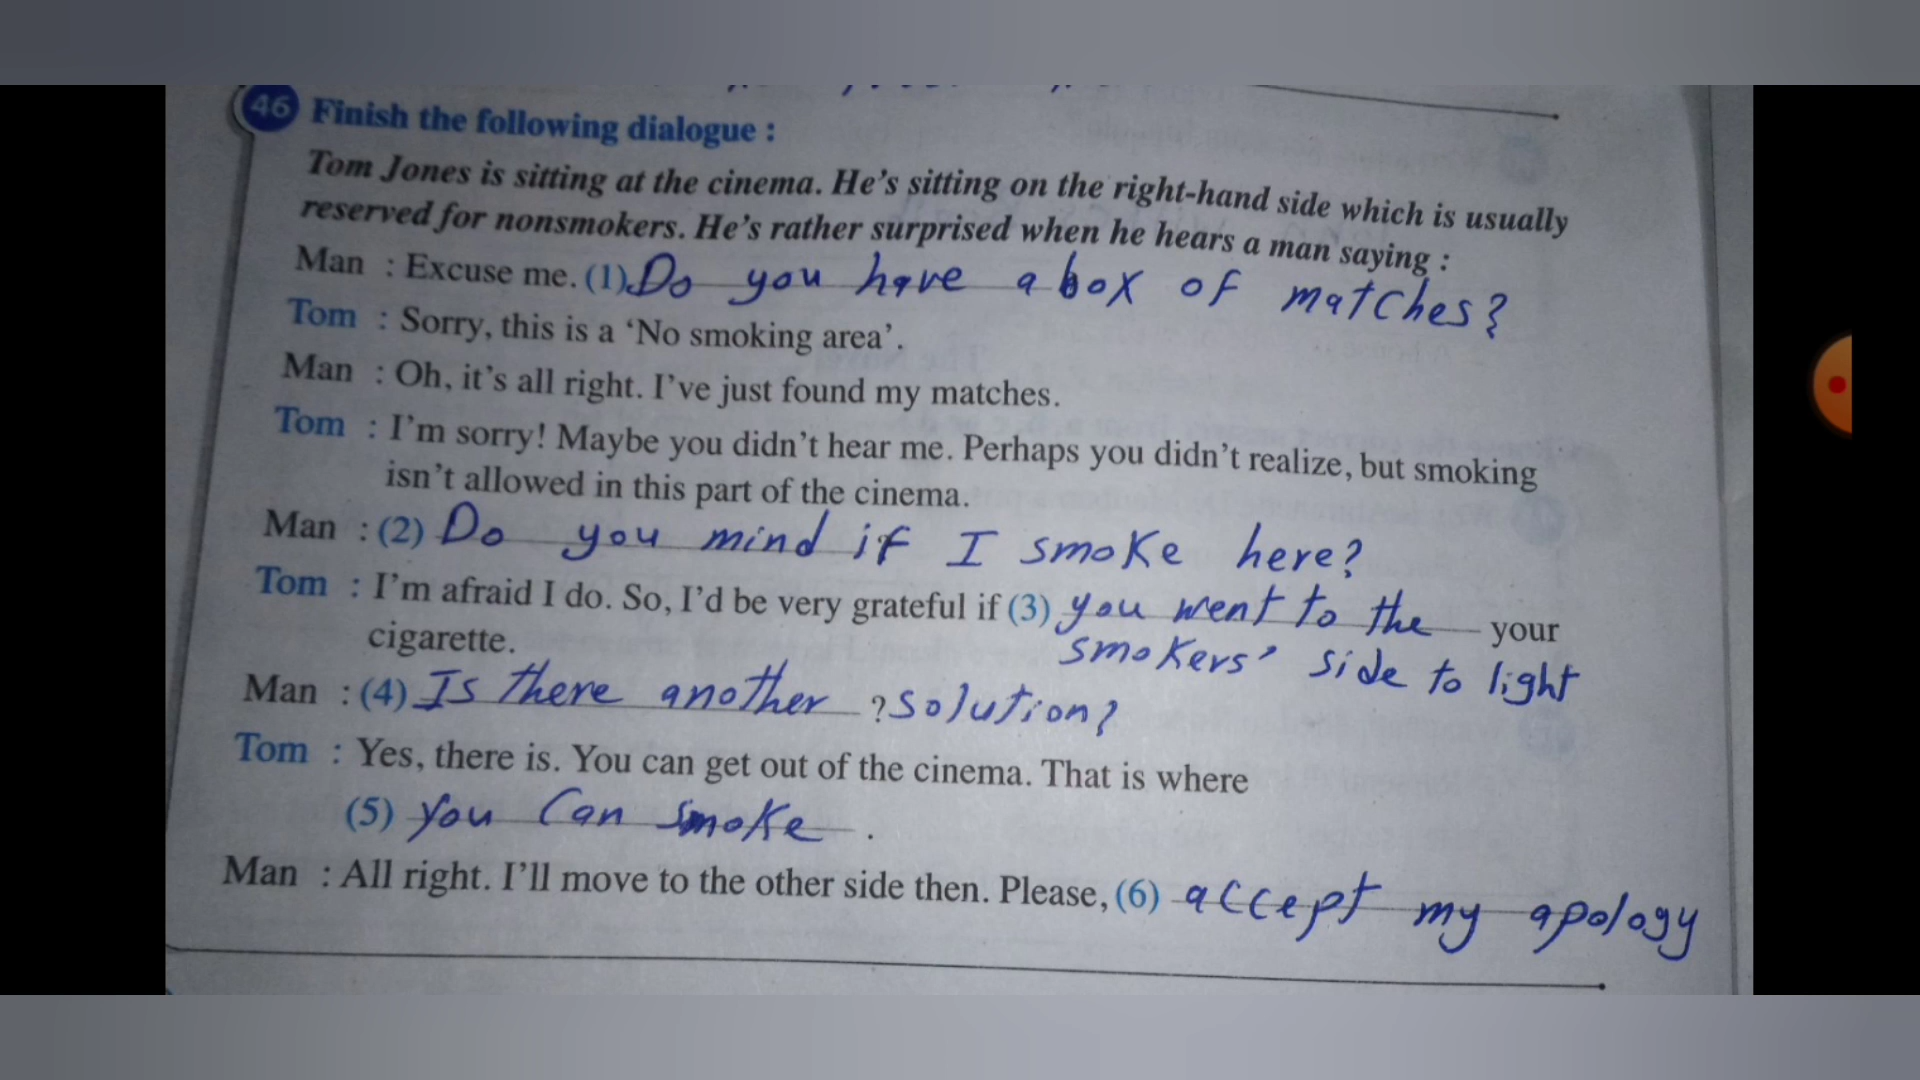 46 Finish the following dialogue :
Tom Jones is sitting at the cinema. He's sitting on the right-hand side which is usually
reserved for nonsmokers. He's rather surprised when he hears a man saying :
Man : Excuse me. (1) Do you have a box of matches?
Tom : Sorry, this is a 'No smoking area'.
Man : Oh, it's all right. I've just found my matches.
Tom : I'm sorry! Maybe you didn't hear me. Perhaps you didn't realize, but smoking
isn't allowed in this part of the cinema.
Man : (2) Do you mind if I smoke here?
Tom : I'm afraid I do. So, I'd be very grateful if (3) you went to the your
cigarette. smokers' side to light
Man : (4) Is there another ? solution?
Tom : Yes, there is. You can get out of the cinema. That is where
(5) you can smoke .
Man : All right. I'll move to the other side then. Please, (6) accept my apology